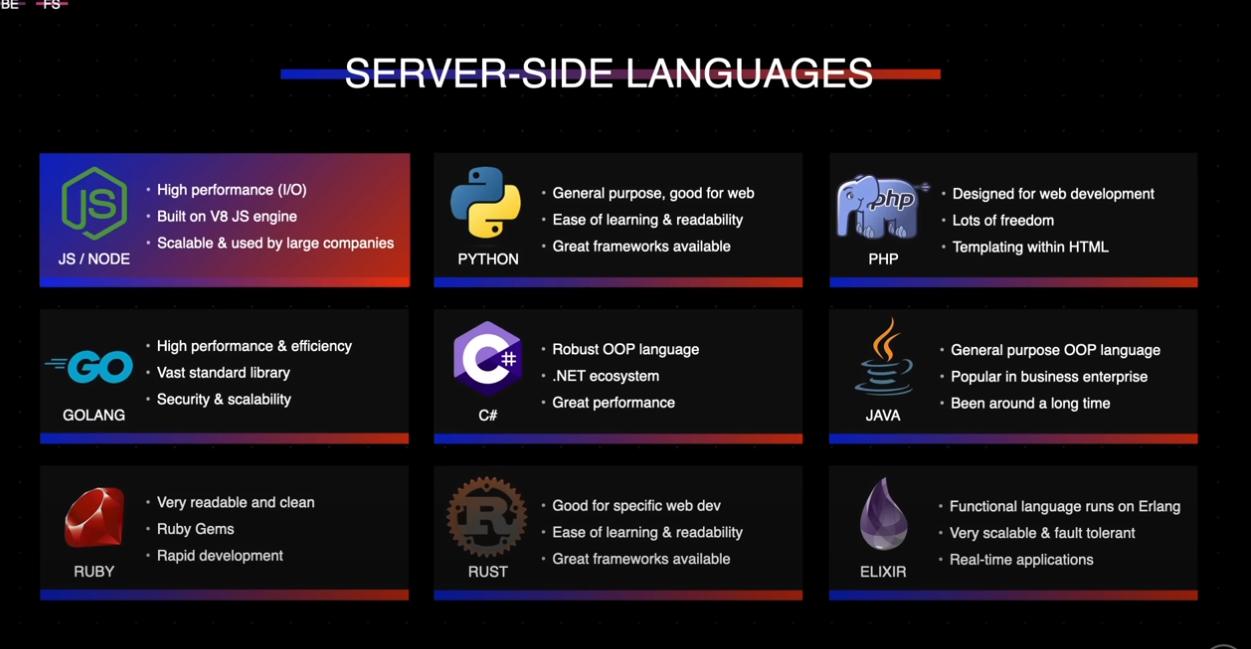 BE FS
SERVER-SIDE LANGUAGES
JS
JS / NODE
• High performance (I/O)
• Built on V8 JS engine
• Scalable & used by large companies
PYTHON
• General purpose, good for web
• Ease of learning & readability
• Great frameworks available
php
PHP
• Designed for web development
• Lots of freedom
• Templating within HTML
GO
GOLANG
• High performance & efficiency
• Vast standard library
• Security & scalability
C#
C#
• Robust OOP language
• .NET ecosystem
• Great performance
JAVA
• General purpose OOP language
• Popular in business enterprise
• Been around a long time
RUBY
• Very readable and clean
• Ruby Gems
• Rapid development
R
RUST
• Good for specific web dev
• Ease of learning & readability
• Great frameworks available
ELIXIR
• Functional language runs on Erlang
• Very scalable & fault tolerant
• Real-time applications